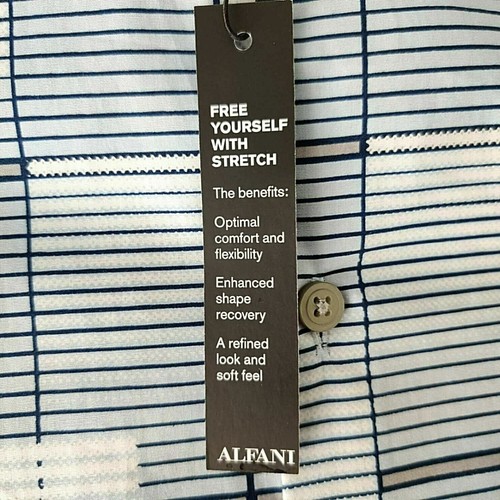 FREE
YOURSELF
WITH
STRETCH
The benefits:
Optimal
comfort and
flexibility
Enhanced
shape
recovery
A refined
look and
soft feel
ALFANI